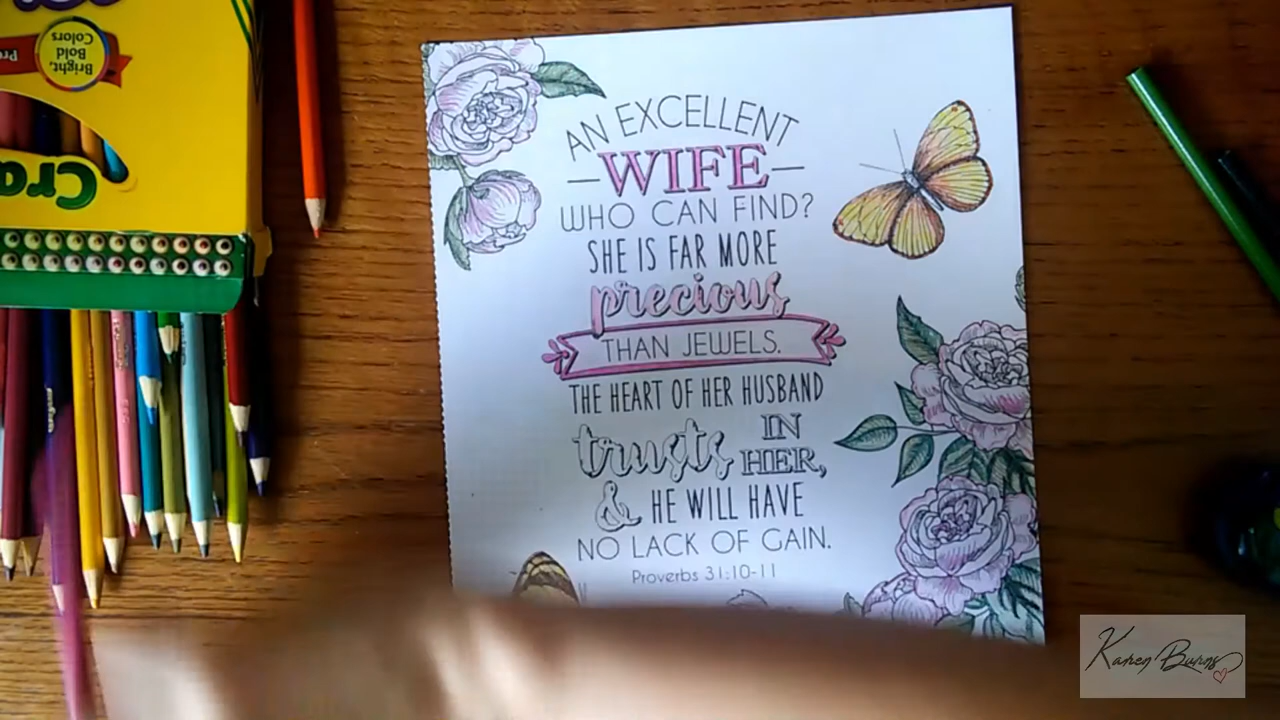 Bright,
Bold
Colors
Pre
Cra
AN EXCELLENT
WIFE
WHO CAN FIND?
SHE IS FAR MORE
precious
THAN JEWELS.
THE HEART OF HER HUSBAND
trusts IN HER,
& HE WILL HAVE
NO LACK OF GAIN.
Proverbs 31:10-11
Karen Burns